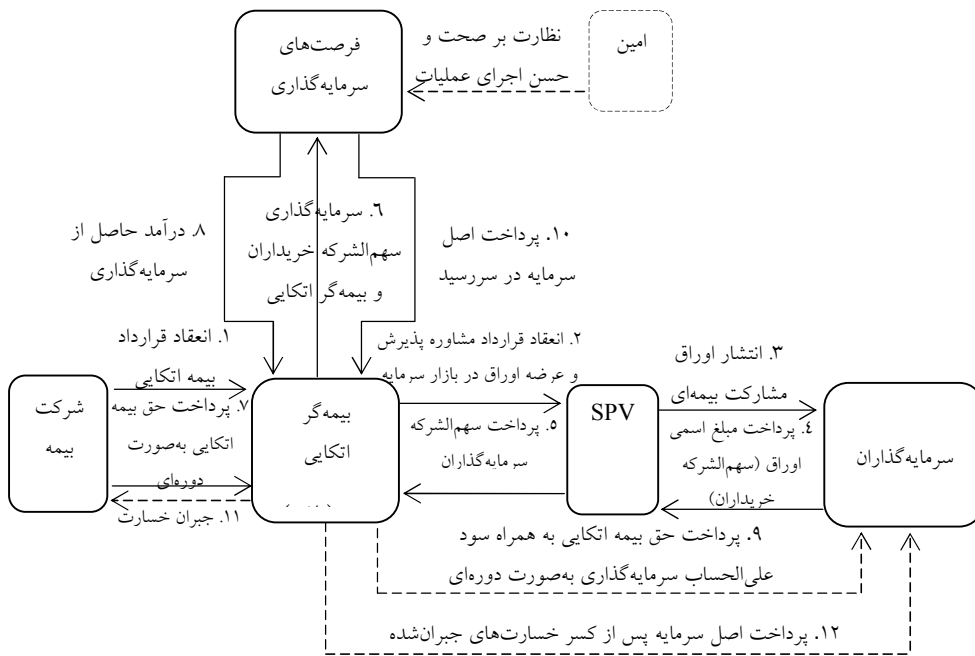 فرصت‌های
سرمایه‌گذاری
نظارت بر صحت و
حسن اجرای عملیات
امین
۸. درآمد حاصل از
سرمایه‌گذاری
۶. سرمایه‌گذاری
سهم‌الشرکه خریداران
و بیمه‌گر اتکایی
۱۰. پرداخت اصل
سرمایه در سررسید
۱. انعقاد قرارداد
بیمه اتکایی
۲. انعقاد قرارداد مشاوره پذیرش
و عرضه اوراق در بازار سرمایه
۳. انتشار اوراق
مشارکت بیمه‌ای
شرکت
بیمه
۷. پرداخت حق بیمه
اتکایی به‌صورت
دوره‌ای
۱۱. جبران خسارت
بیمه‌گر
اتکایی
۵. پرداخت سهم‌الشرکه
سرمایه‌گذاران
SPV
۴. پرداخت مبلغ اسمی
اوراق (سهم‌الشرکه
خریداران)
سرمایه‌گذاران
۹. پرداخت حق بیمه اتکایی به همراه سود
علی‌الحساب سرمایه‌گذاری به‌صورت دوره‌ای
۱۲. پرداخت اصل سرمایه پس از کسر خسارت‌های جبران‌شده